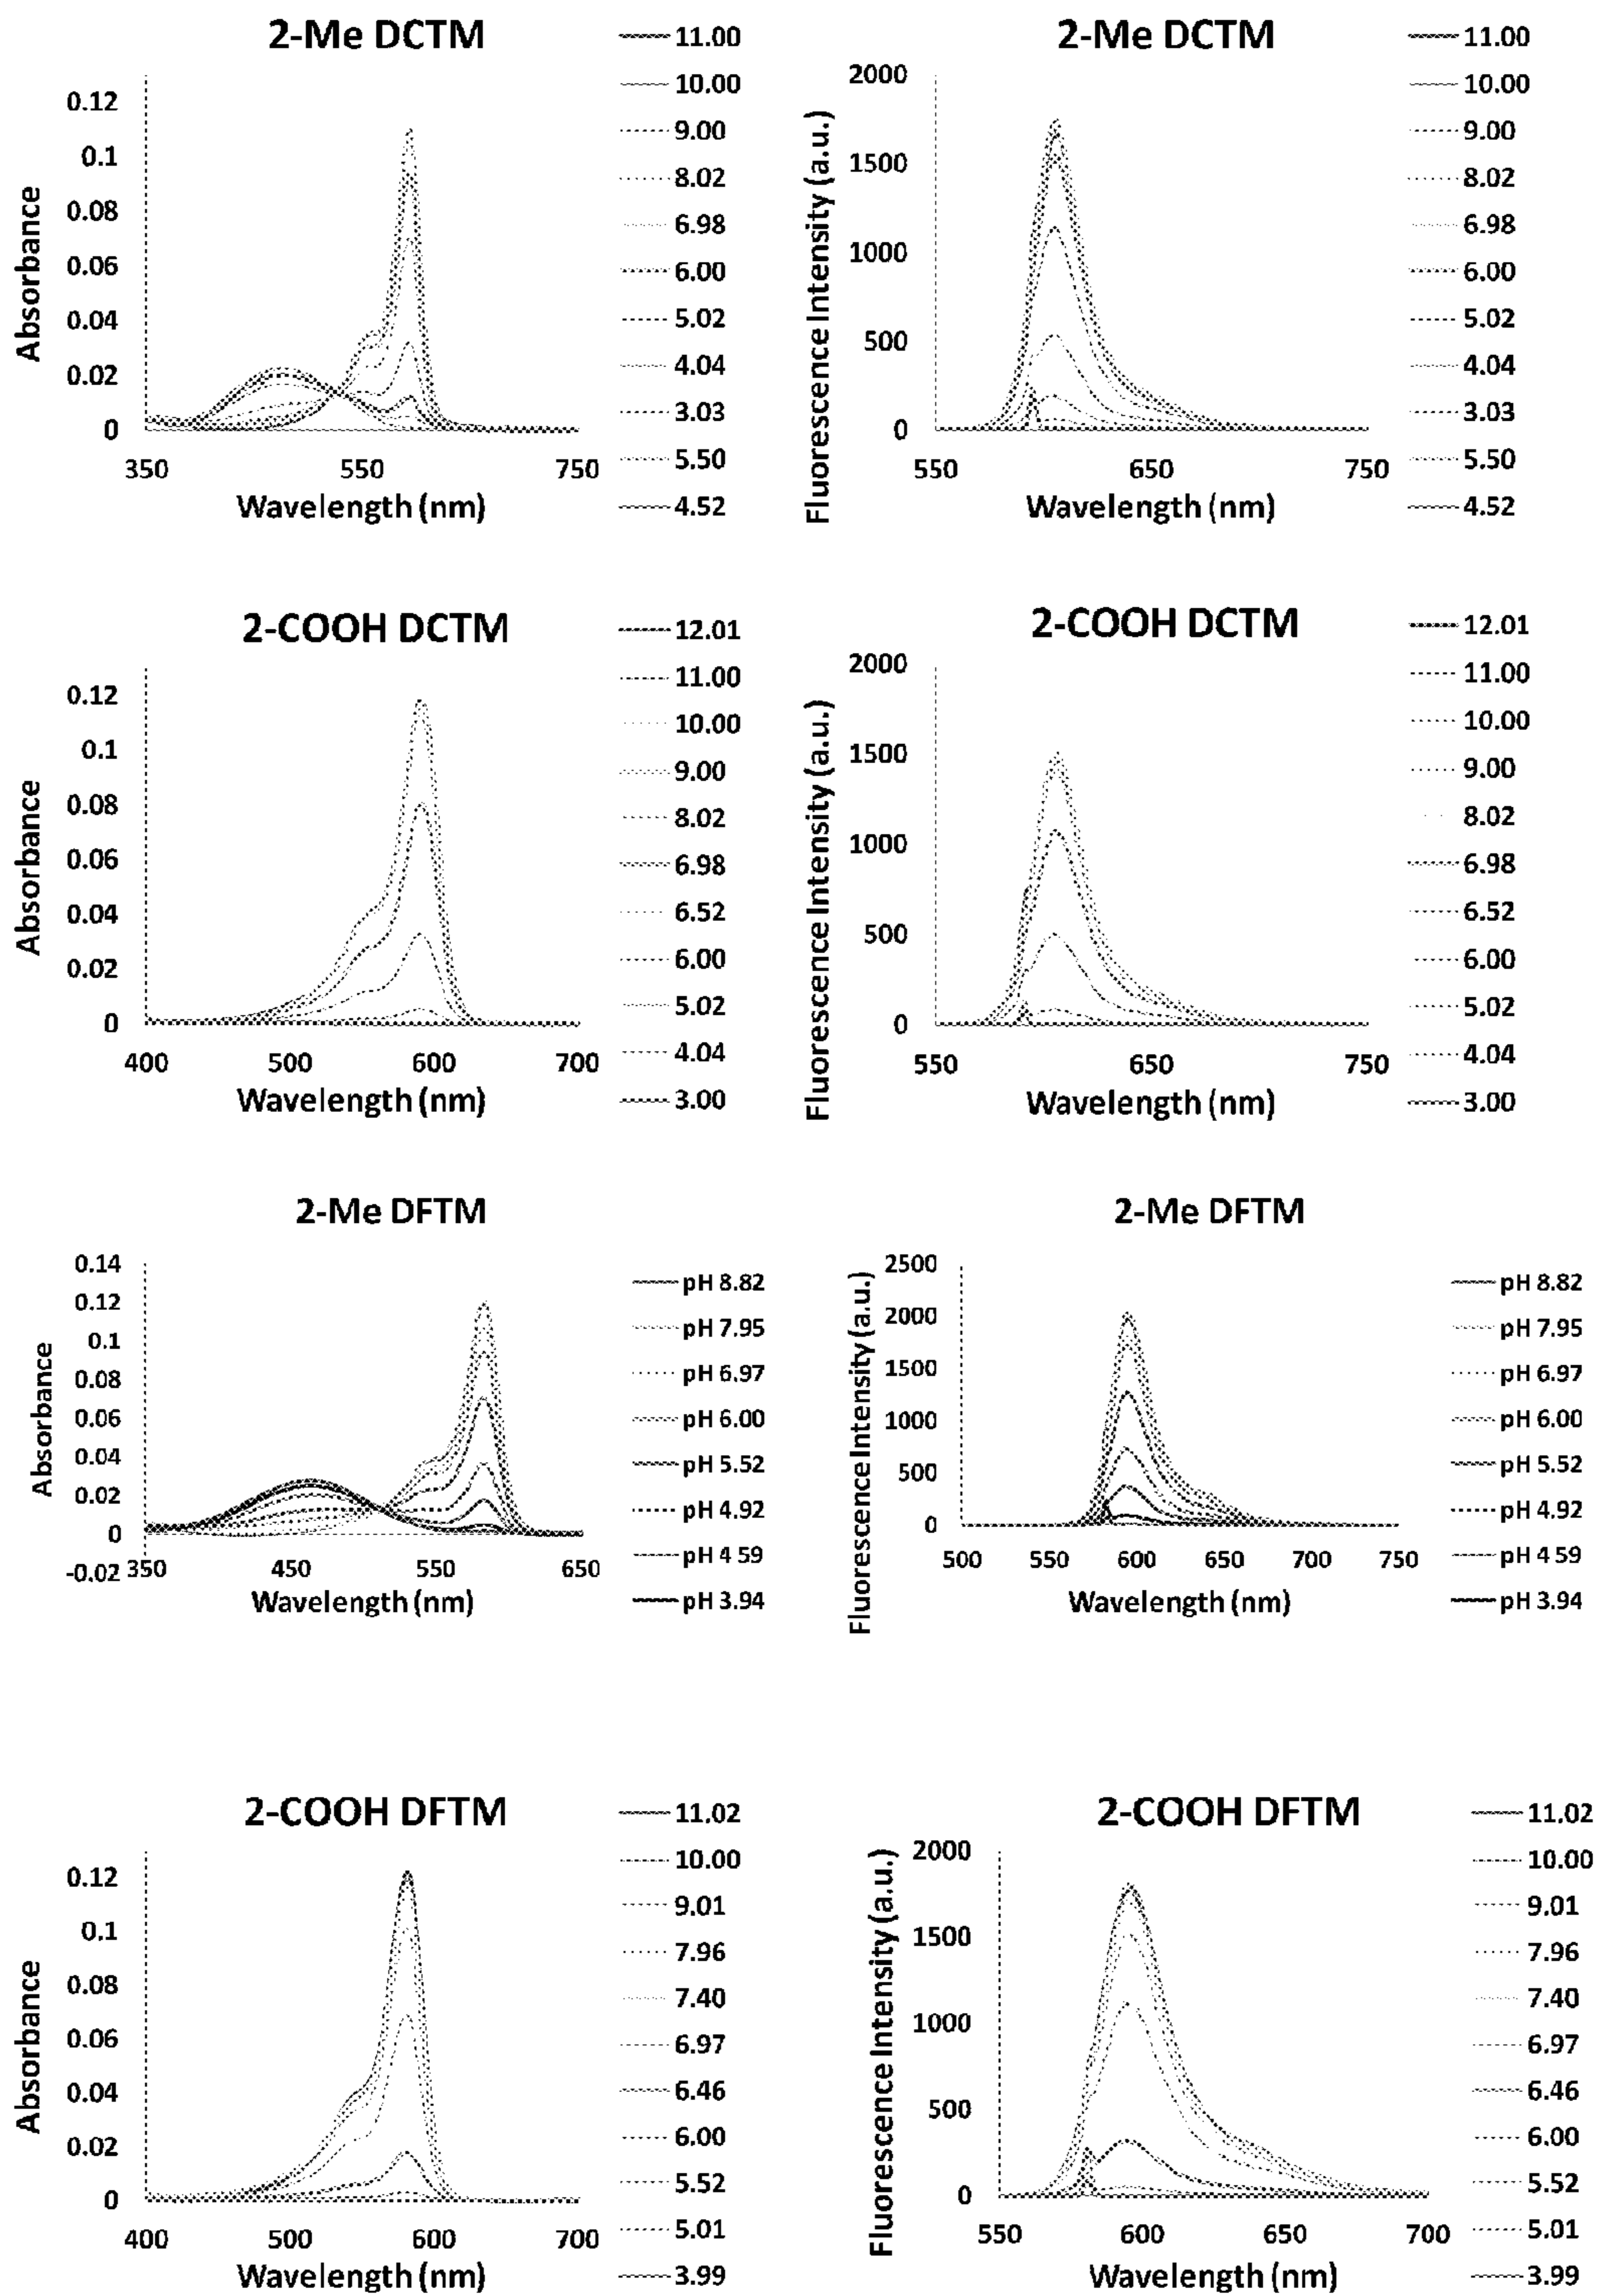 2-Me DCTM
Absorbance
0.12
0.1
0.08
0.06
0.04
0.02
0
350 550 750
Wavelength (nm)
11.00
10.00
9.00
8.02
6.98
6.00
5.02
4.04
3.03
5.50
4.52
2-Me DCTM
Fluorescence Intensity (a.u.)
2000
1500
1000
500
0
550 650 750
Wavelength (nm)
11.00
10.00
9.00
8.02
6.98
6.00
5.02
4.04
3.03
5.50
4.52
2-COOH DCTM
Absorbance
0.12
0.1
0.08
0.06
0.04
0.02
0
400 500 600 700
Wavelength (nm)
12.01
11.00
10.00
9.00
8.02
6.98
6.52
6.00
5.02
4.04
3.00
2-COOH DCTM
Fluorescence Intensity (a.u.)
2000
1500
1000
500
0
550 650 750
Wavelength (nm)
12.01
11.00
10.00
9.00
8.02
6.98
6.52
6.00
5.02
4.04
3.00
2-Me DFTM
Absorbance
0.14
0.12
0.1
0.08
0.06
0.04
0.02
0
-0.02
350 450 550 650
Wavelength (nm)
pH 8.82
pH 7.95
pH 6.97
pH 6.00
pH 5.52
pH 4.92
pH 4 59
pH 3.94
2-Me DFTM
Fluorescence Intensity (a.u.)
2500
2000
1500
1000
500
0
500 550 600 650 700 750
Wavelength (nm)
pH 8.82
pH 7.95
pH 6.97
pH 6.00
pH 5.52
pH 4.92
pH 4 59
pH 3.94
2-COOH DFTM
Absorbance
0.12
0.1
0.08
0.06
0.04
0.02
0
400 500 600 700
Wavelength (nm)
11.02
10.00
9.01
7.96
7.40
6.97
6.46
6.00
5.52
5.01
3.99
2-COOH DFTM
Fluorescence Intensity (a.u.)
2000
1500
1000
500
0
550 600 650 700
Wavelength (nm)
11.02
10.00
9.01
7.96
7.40
6.97
6.46
6.00
5.52
5.01
3.99